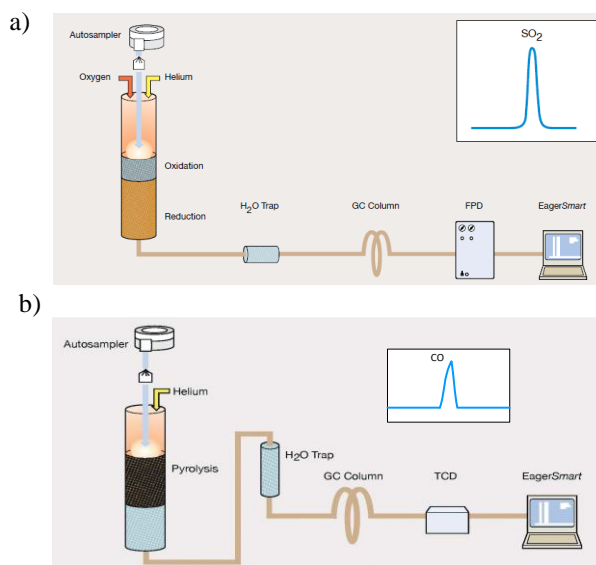 a)
Autosampler
SO2
Oxygen Helium
Oxidation
Reduction
H2O Trap GC Column FPD EagerSmart
b)
Autosampler
CO
Helium
Pyrolysis
H2O Trap
GC Column TCD EagerSmart